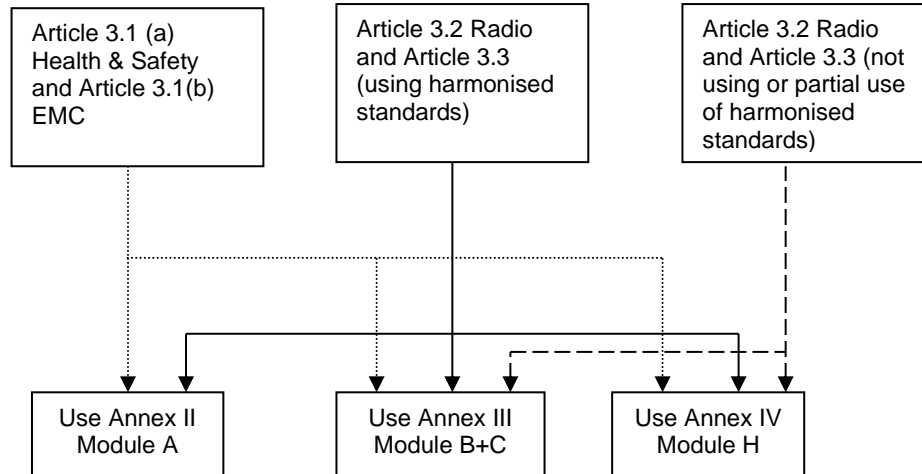 Article 3.1 (a)
Health & Safety
and Article 3.1(b)
EMC
Article 3.2 Radio
and Article 3.3
(using harmonised
standards)
Article 3.2 Radio
and Article 3.3 (not
using or partial use
of harmonised
standards)
Use Annex II
Module A
Use Annex III
Module B+C
Use Annex IV
Module H